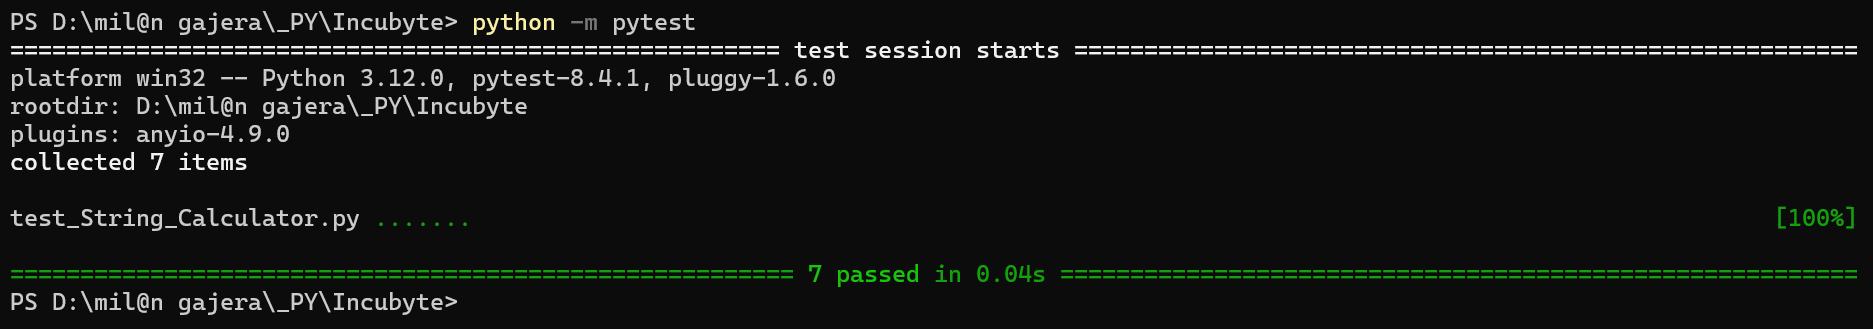 PS D:\mil@n gajera\_PY\Incubyte> python -m pytest
======================================================= test session starts ========================================================
platform win32 -- Python 3.12.0, pytest-8.4.1, pluggy-1.6.0
rootdir: D:\mil@n gajera\_PY\Incubyte
plugins: anyio-4.9.0
collected 7 items
test_String_Calculator.py ....... [100%]
======================================================== 7 passed in 0.04s =========================================================
PS D:\mil@n gajera\_PY\Incubyte>